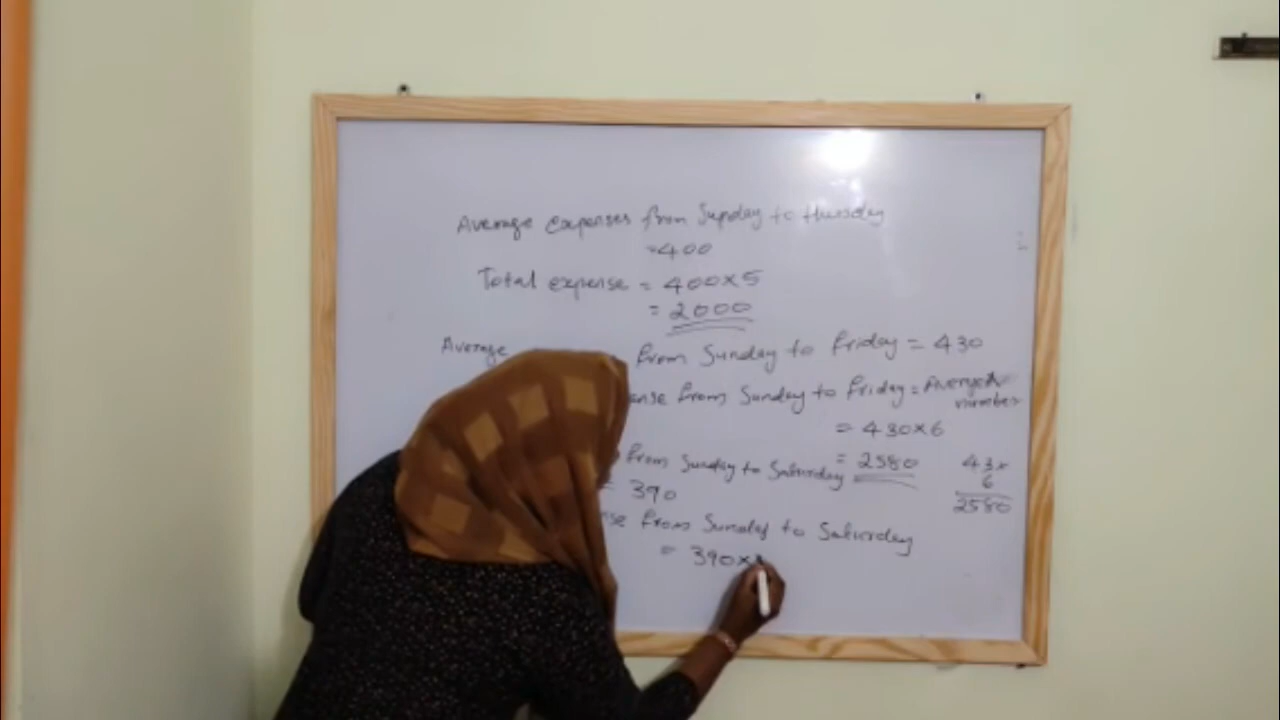 Average expenses from Sunday to thursday
=400
Total expense = 400×5
= 2000
Average from Sunday to Friday = 430
from Sunday to Friday = Average×
number
= 430×6
= 2580
43×
6
2580
from Sunday to Saturday
= 390
from Sunday to Saturday
= 390×